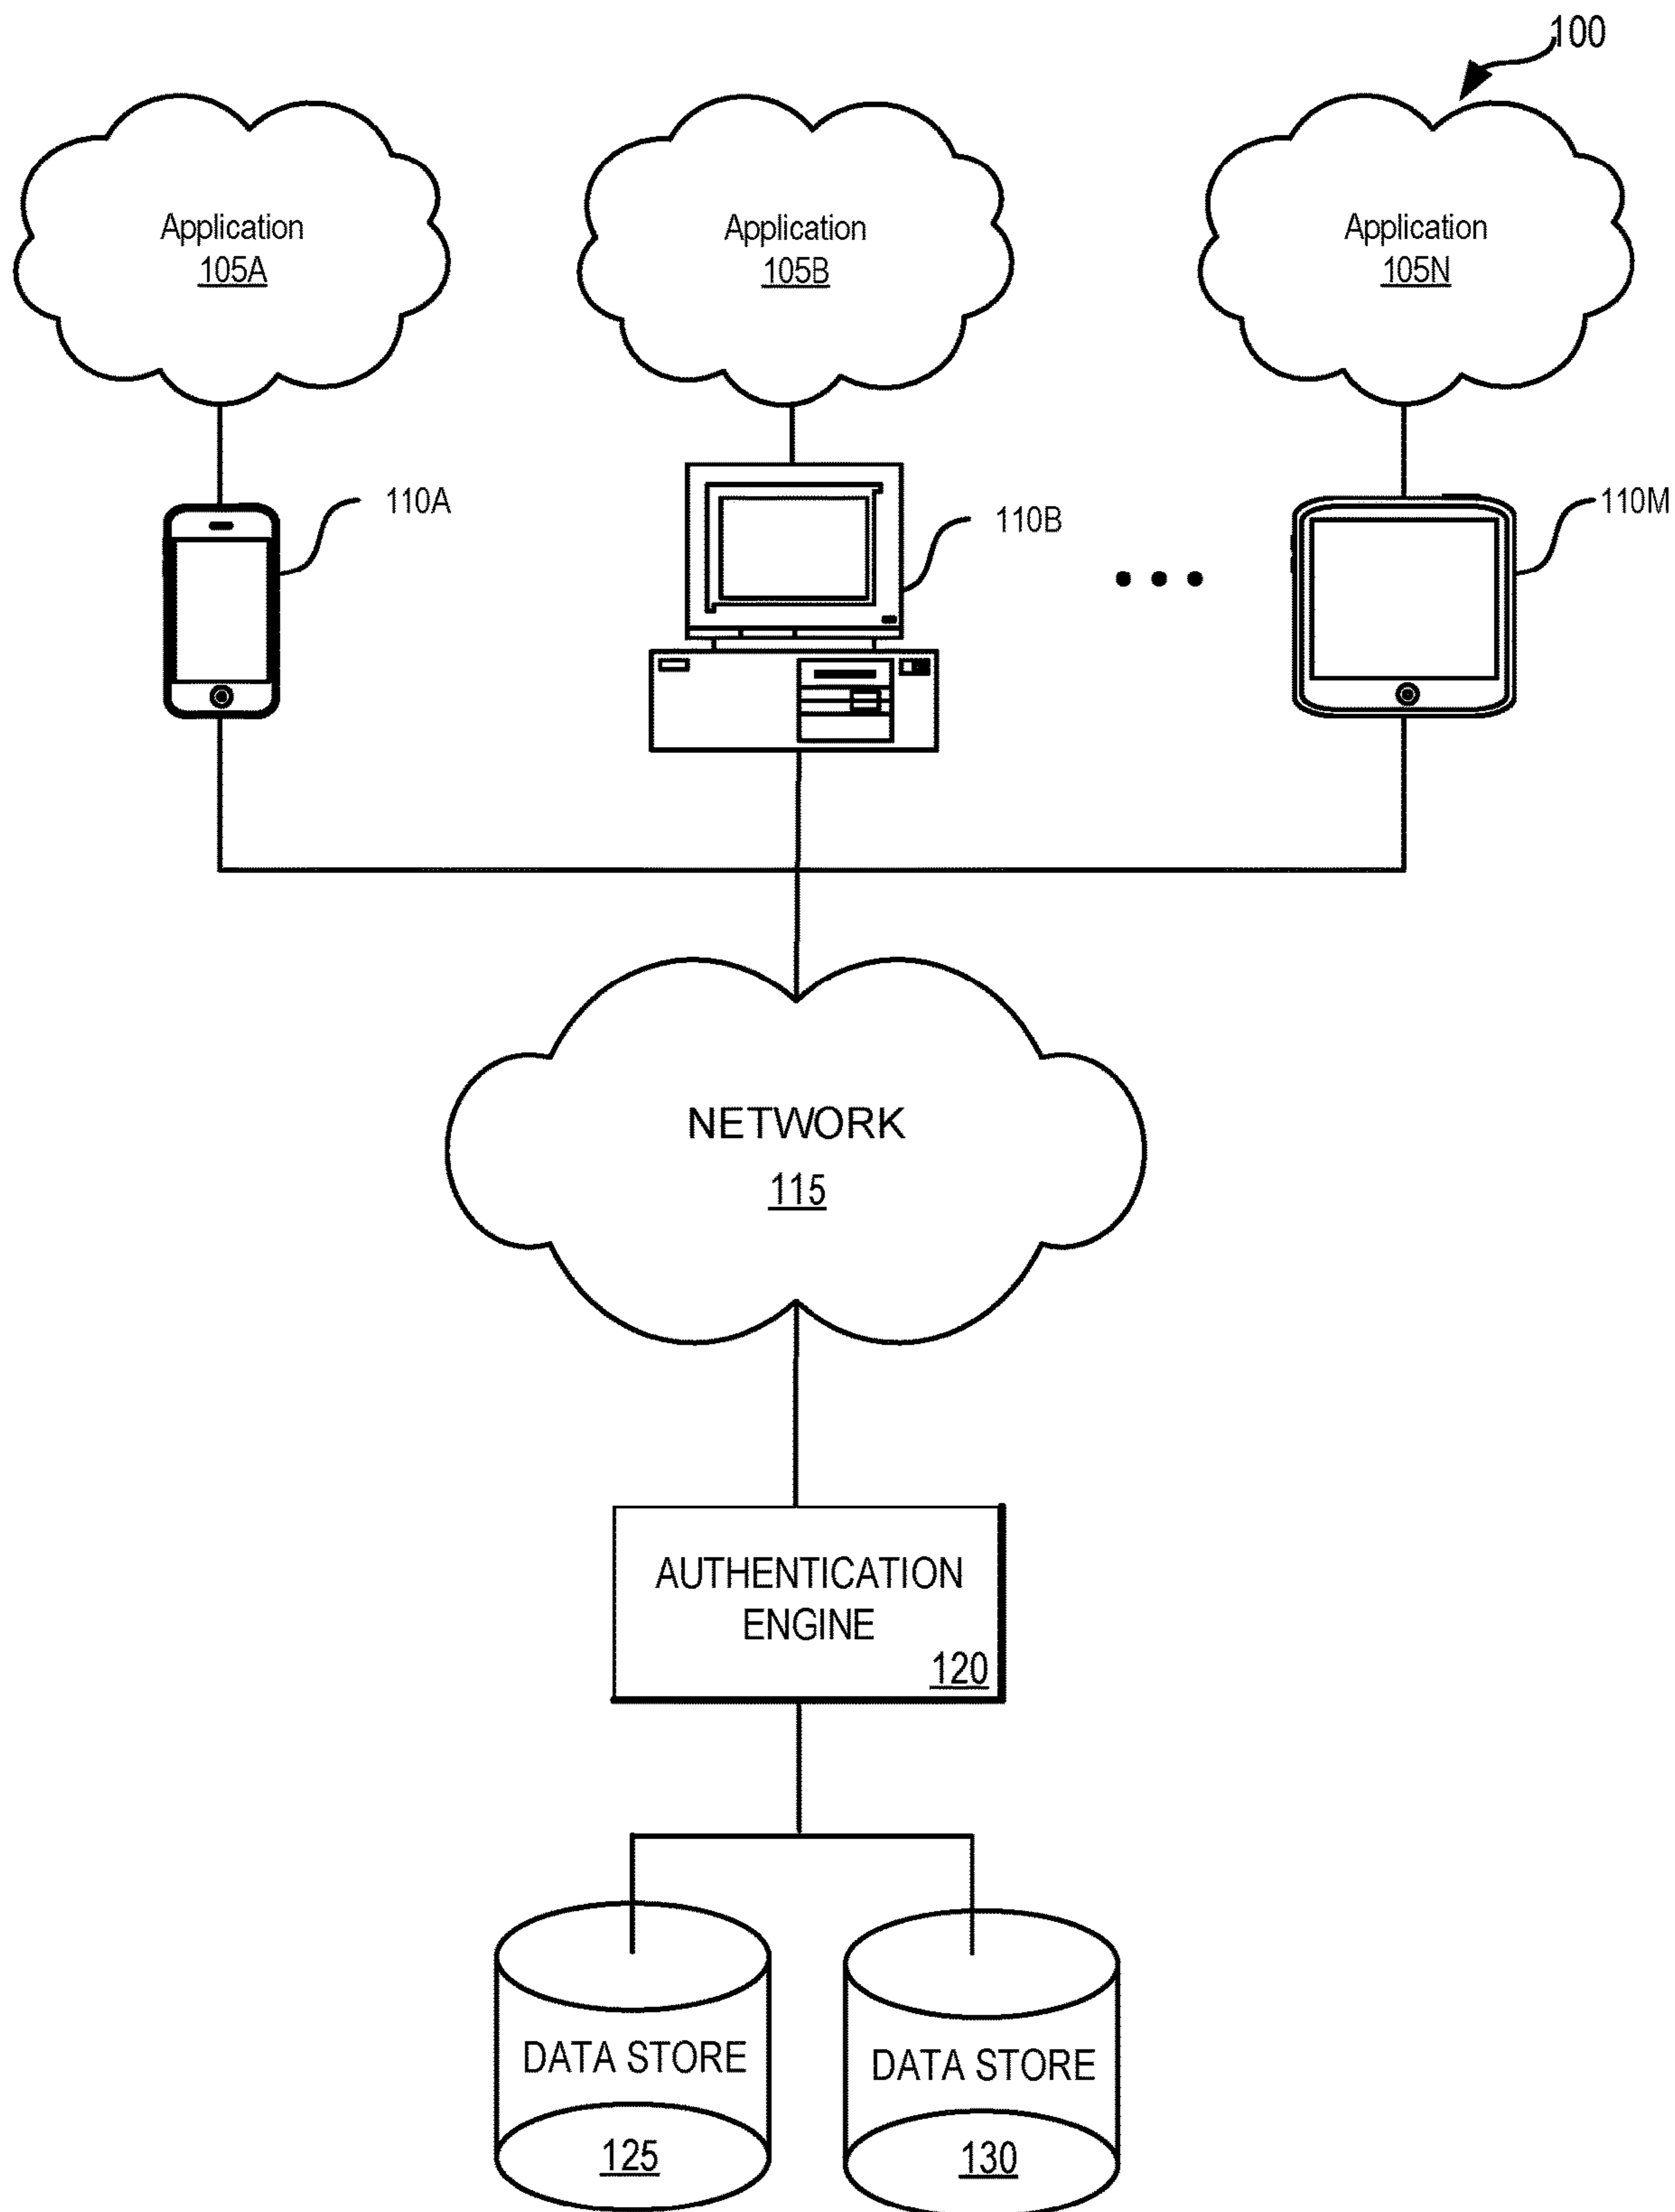 100
Application
105A
Application
105B
Application
105N
110A
110B
110M
NETWORK
115
AUTHENTICATION
ENGINE
120
DATA STORE
125
DATA STORE
130